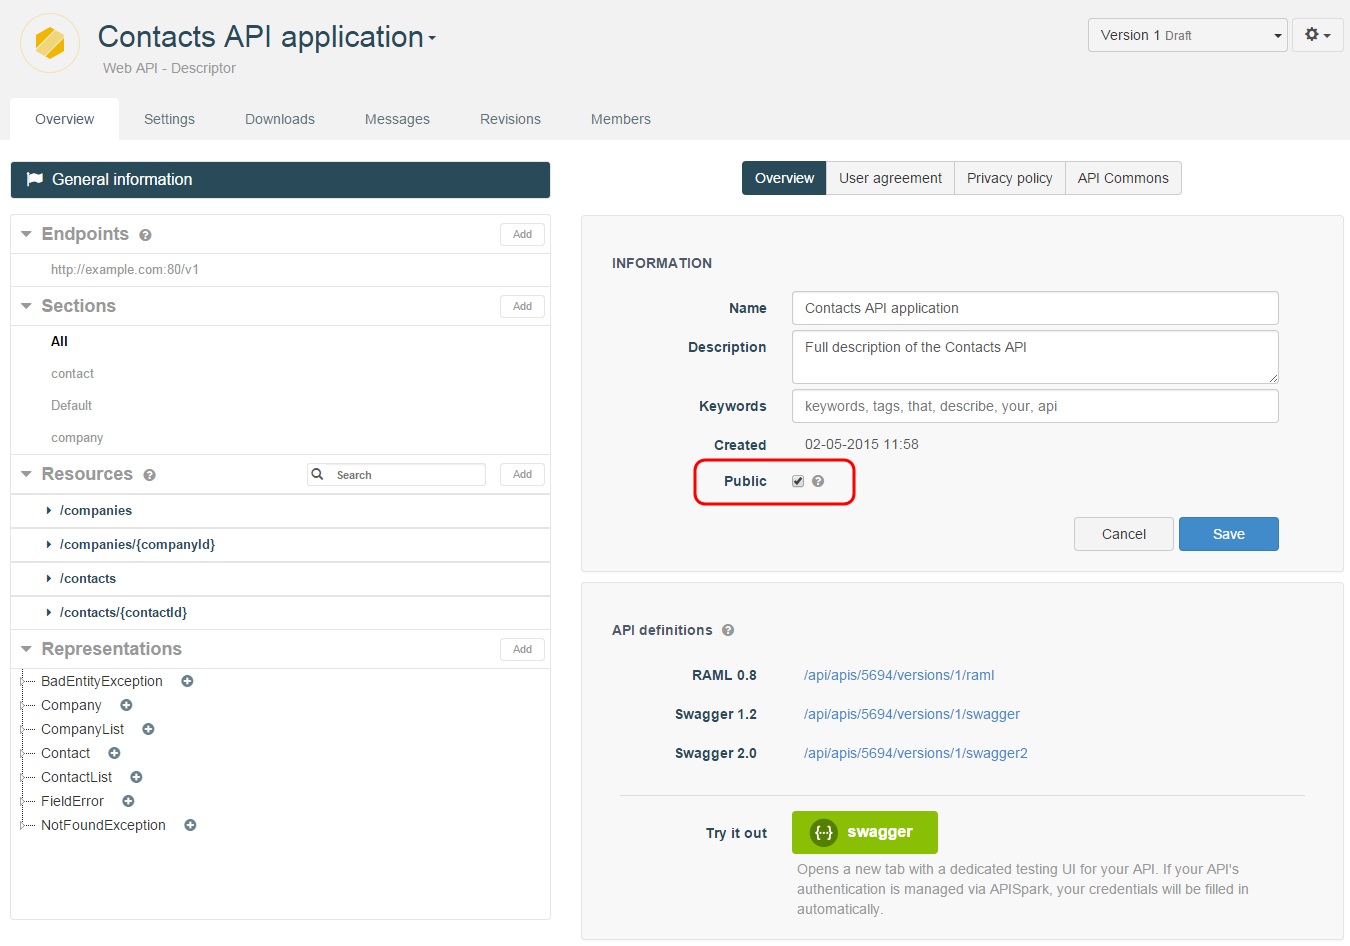 Contacts API application
Web API - Descriptor
Version 1 Draft
Overview Settings Downloads Messages Revisions Members
General information
Endpoints
Add
http://example.com:80/v1
Sections
Add
All
contact
Default
company
Resources
Search
Add
/companies
/companies/{companyId}
/contacts
/contacts/{contactId}
Representations
Add
BadEntityException
Company
CompanyList
Contact
ContactList
FieldError
NotFoundException
Overview User agreement Privacy policy API Commons
INFORMATION
Name Contacts API application
Description Full description of the Contacts API
Keywords keywords, tags, that, describe, your, api
Created 02-05-2015 11:58
Public
Cancel Save
API definitions
RAML 0.8 /api/apis/5694/versions/1/raml
Swagger 1.2 /api/apis/5694/versions/1/swagger
Swagger 2.0 /api/apis/5694/versions/1/swagger2
Try it out {··} swagger
Opens a new tab with a dedicated testing UI for your API. If your API's
authentication is managed via APISpark, your credentials will be filled in
automatically.